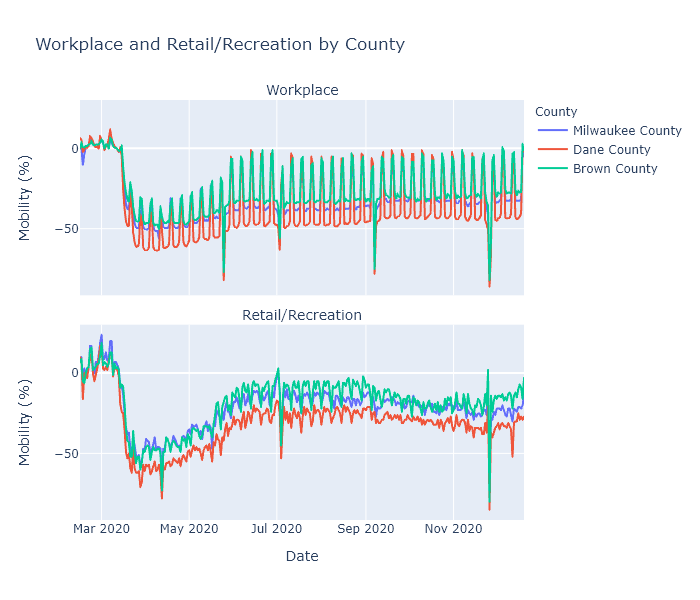 Workplace and Retail/Recreation by County
Workplace
County
Milwaukee County
Dane County
Brown County
Mobility (%)
0
−50
Retail/Recreation
Mobility (%)
0
−50
Mar 2020 May 2020 Jul 2020 Sep 2020 Nov 2020
Date